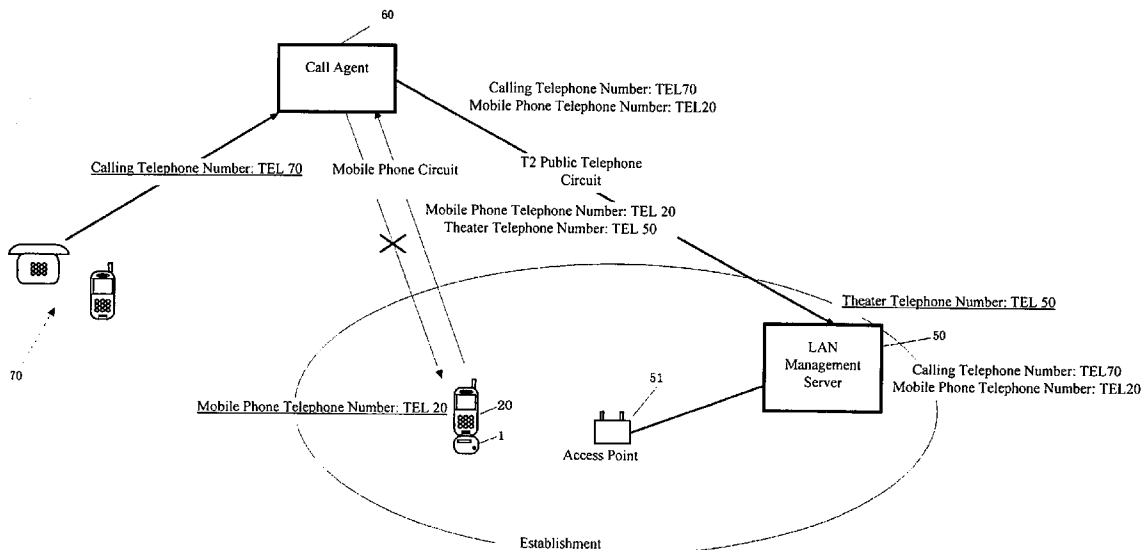 60
Call Agent
Calling Telephone Number: TEL70
Mobile Phone Telephone Number: TEL20
Calling Telephone Number: TEL 70
Mobile Phone Circuit
T2 Public Telephone
Circuit
Mobile Phone Telephone Number: TEL 20
Theater Telephone Number: TEL 50
Theater Telephone Number: TEL 50
50
LAN
Management
Server
Calling Telephone Number: TEL70
Mobile Phone Telephone Number: TEL20
70
51
Mobile Phone Telephone Number: TEL 20
20
1
Access Point
Establishment